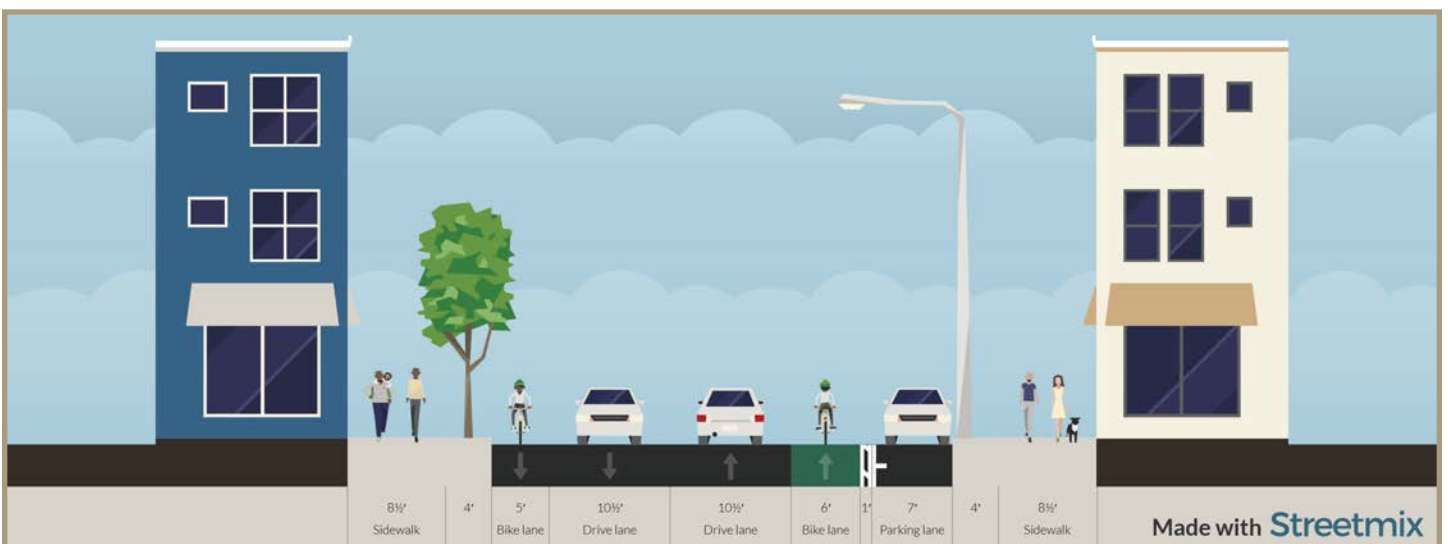 8½' 4' 5' 10½' 10½' 6' 1' 7' 4' 8½'
Sidewalk Bike lane Drive lane Drive lane Bike lane Parking lane Sidewalk
Made with Streetmix